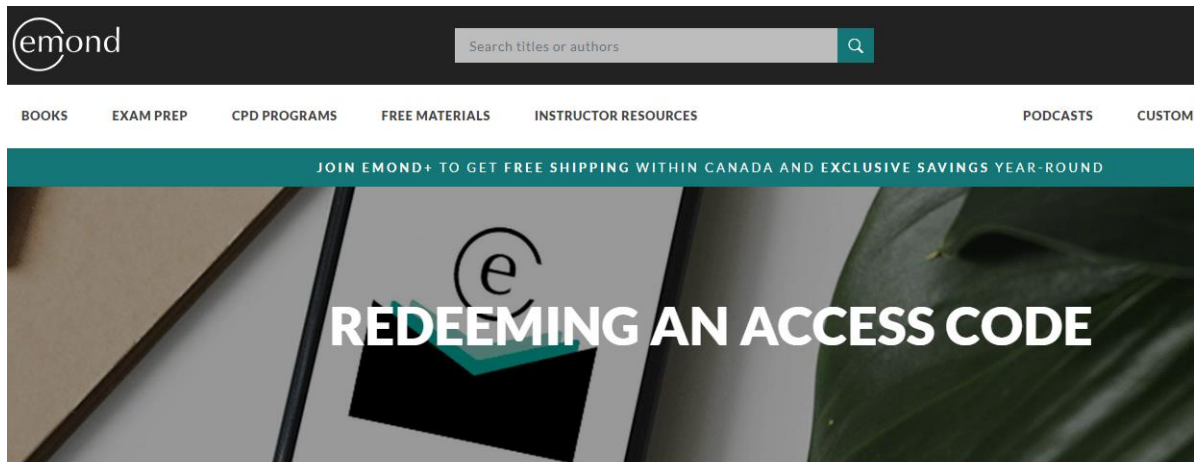 emond
Search titles or authors
BOOKS EXAM PREP CPD PROGRAMS FREE MATERIALS INSTRUCTOR RESOURCES PODCASTS CUSTOM
JOIN EMOND+ TO GET FREE SHIPPING WITHIN CANADA AND EXCLUSIVE SAVINGS YEAR-ROUND
e
REDEEMING AN ACCESS CODE